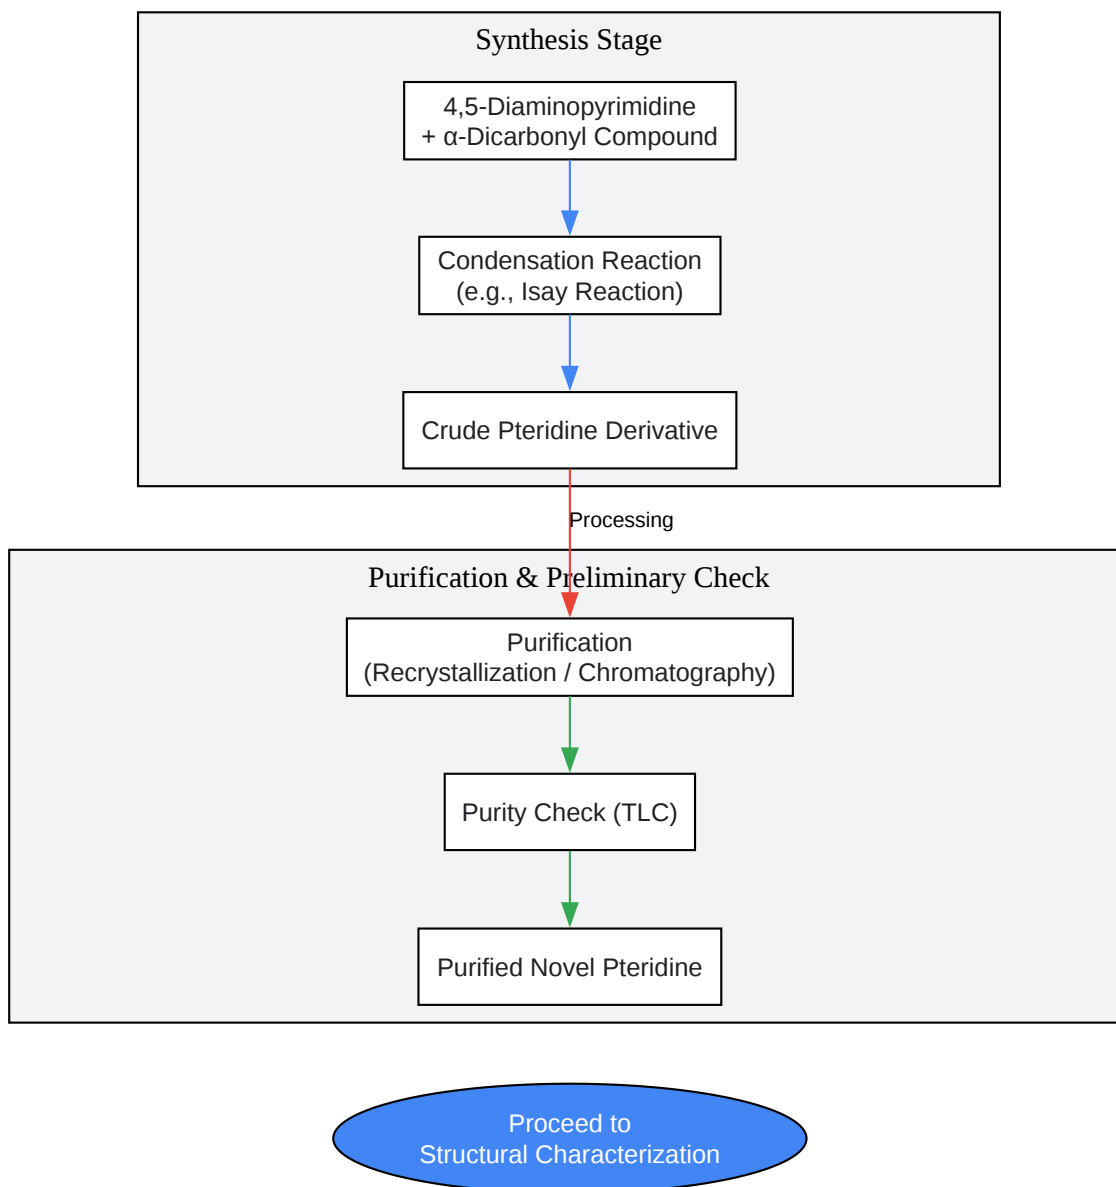 Synthesis Stage
4,5-Diaminopyrimidine
+ α-Dicarbonyl Compound
Condensation Reaction
(e.g., Isay Reaction)
Crude Pteridine Derivative
Processing
Purification & Preliminary Check
Purification
(Recrystallization / Chromatography)
Purity Check (TLC)
Purified Novel Pteridine
Proceed to
Structural Characterization